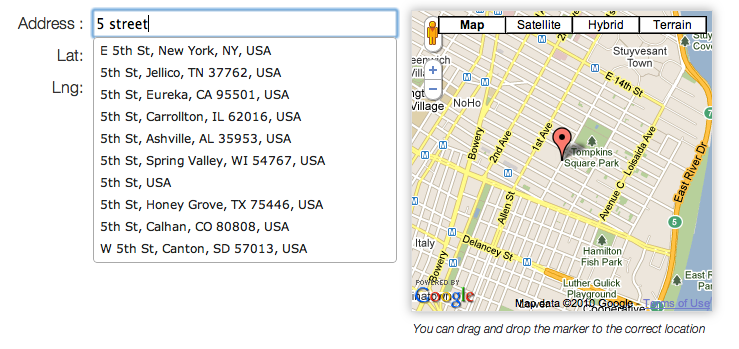 Address : 5 street
Lat:
Lng:
E 5th St, New York, NY, USA
5th St, Jellico, TN 37762, USA
5th St, Eureka, CA 95501, USA
5th St, Carrollton, IL 62016, USA
5th St, Ashville, AL 35953, USA
5th St, Spring Valley, WI 54767, USA
5th St, USA
5th St, Honey Grove, TX 75446, USA
5th St, Calhan, CO 80808, USA
W 5th St, Canton, SD 57013, USA
Map Satellite Hybrid Terrain
Stuyvesant
Town
E 14th St
Village
NoHo
Bowery
2nd Ave
1st Ave
Tompkins
Square Park
Loisaida Ave
Avenue C
East River Dr
7
5
Allen St
Italy
Delancey St
Bowery
Hamilton
Fish Park
Luther Gulick
Playground
East R
Park
POWERED BY
Google
Map data ©2010 Google - Terms of Use
Cooperative
You can drag and drop the marker to the correct location